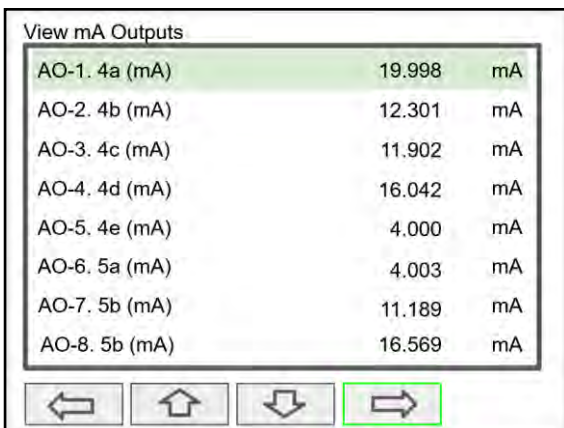 View mA Outputs
AO-1. 4a (mA) 19.998 mA
AO-2. 4b (mA) 12.301 mA
AO-3. 4c (mA) 11.902 mA
AO-4. 4d (mA) 16.042 mA
AO-5. 4e (mA) 4.000 mA
AO-6. 5a (mA) 4.003 mA
AO-7. 5b (mA) 11.189 mA
AO-8. 5b (mA) 16.569 mA